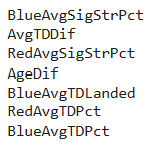 BlueAvgSigStrPct
AvgTDDif
RedAvgSigStrPct
AgeDif
BlueAvgTDLanded
RedAvgTDPct
BlueAvgTDPct